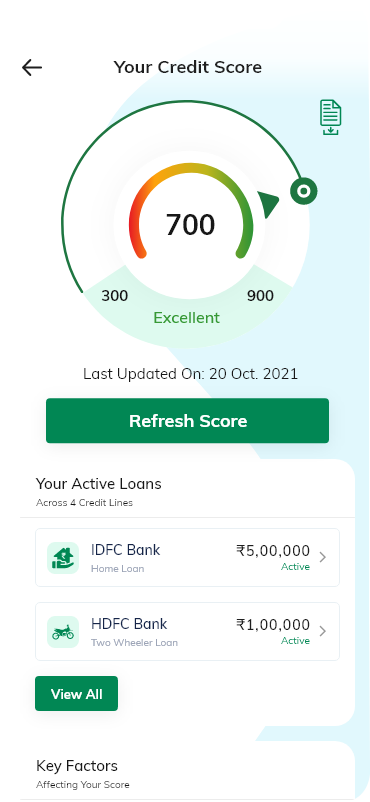 Your Credit Score
700
300 900
Excellent
Last Updated On: 20 Oct. 2021
Refresh Score
Your Active Loans
Across 4 Credit Lines
IDFC Bank ₹5,00,000
Home Loan Active
HDFC Bank ₹1,00,000
Two Wheeler Loan Active
View All
Key Factors
Affecting Your Score